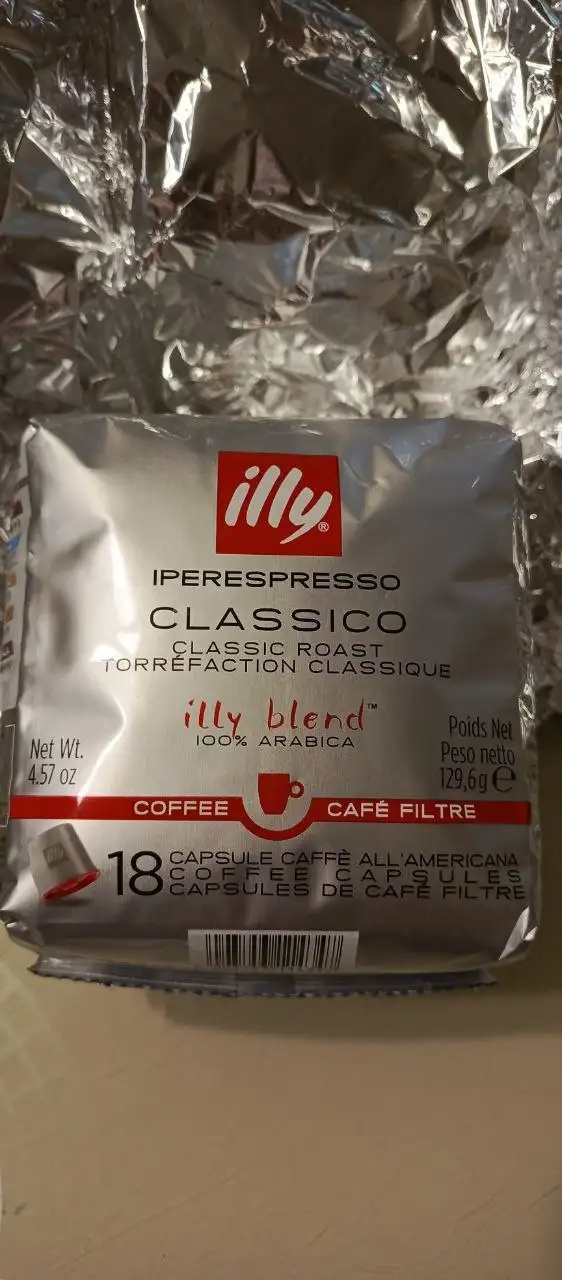 illy®
IPERESPRESSO
CLASSICO
CLASSIC ROAST
TORRÉFACTION CLASSIQUE
illy blend™
100% ARABICA
Net Wt.
4.57 oz
Poids Net
Peso netto
129,6g ℮
COFFEE CAFÉ FILTRE
illy
18 CAPSULE CAFFÈ ALL'AMERICANA
COFFEE CAPSULES
CAPSULES DE CAFÉ FILTRE